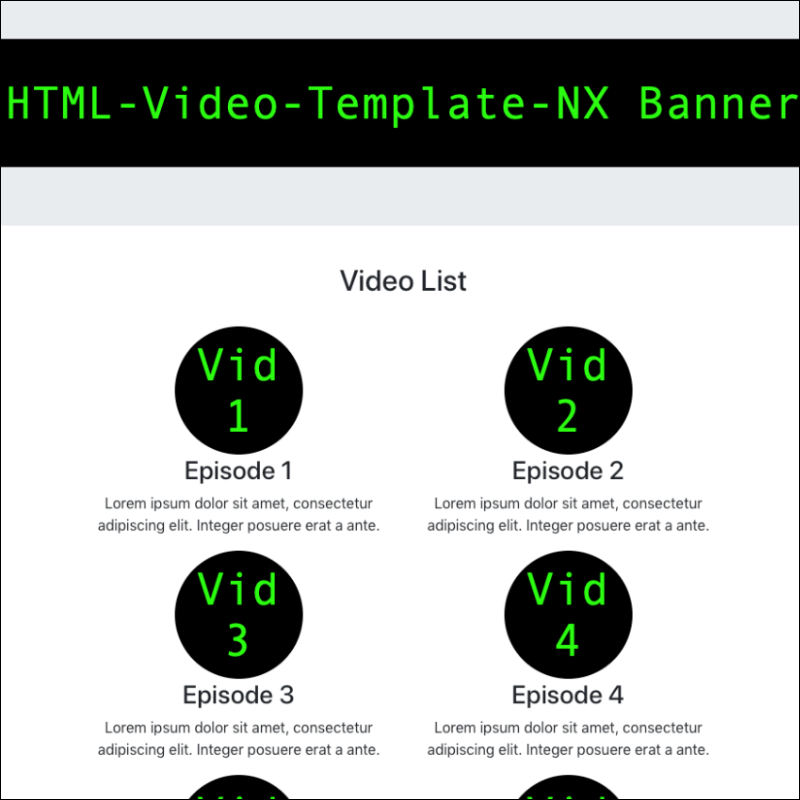 HTML-Video-Template-NX Banner
Video List
Vid
1
Vid
2
Episode 1
Episode 2
Lorem ipsum dolor sit amet, consectetur
adipiscing elit. Integer posuere erat a ante.
Lorem ipsum dolor sit amet, consectetur
adipiscing elit. Integer posuere erat a ante.
Vid
3
Vid
4
Episode 3
Episode 4
Lorem ipsum dolor sit amet, consectetur
adipiscing elit. Integer posuere erat a ante.
Lorem ipsum dolor sit amet, consectetur
adipiscing elit. Integer posuere erat a ante.